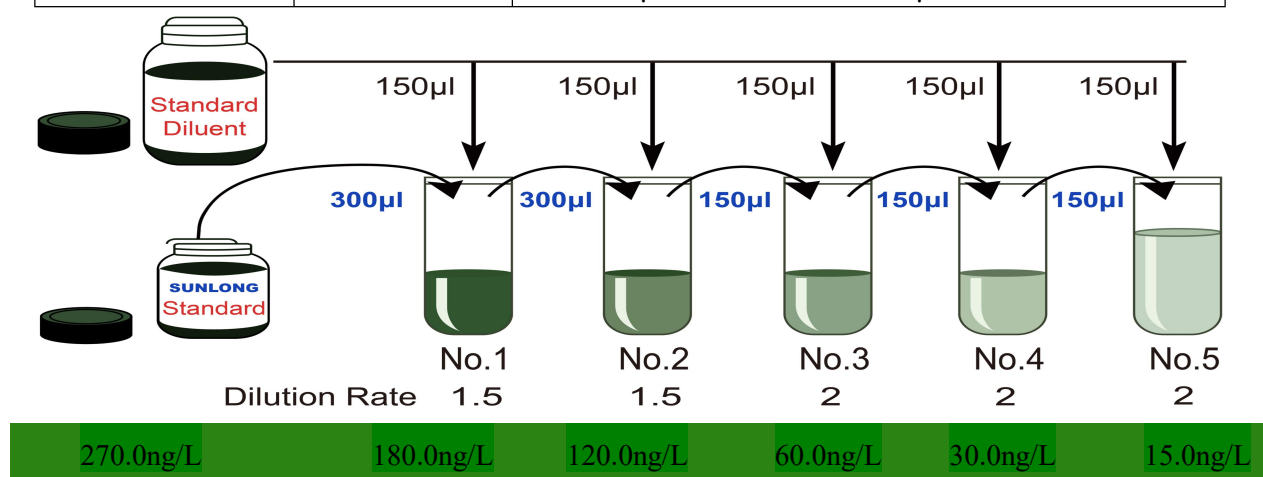 150µl 150µl 150µl 150µl 150µl
Standard
Diluent
300µl 300µl 150µl 150µl 150µl
SUNLONG
Standard
No.1 No.2 No.3 No.4 No.5
Dilution Rate 1.5 1.5 2 2 2
270.0ng/L 180.0ng/L 120.0ng/L 60.0ng/L 30.0ng/L 15.0ng/L